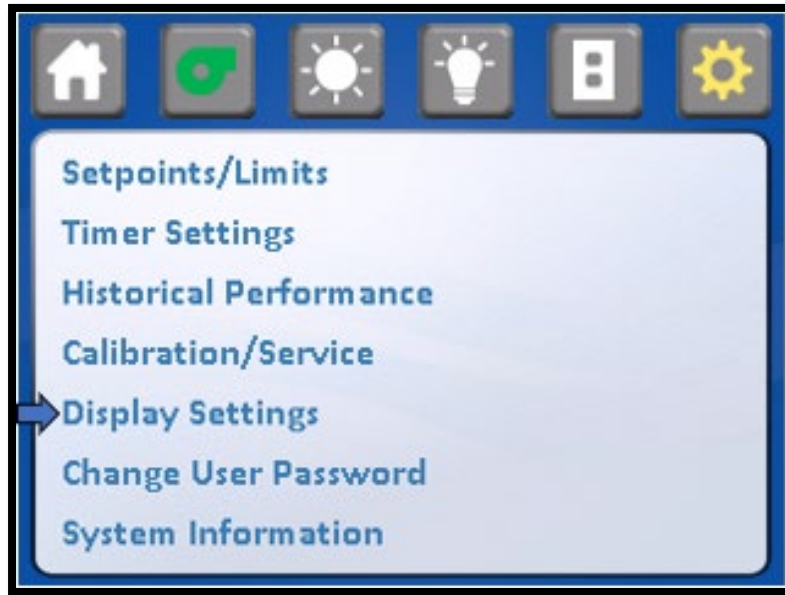 Setpoints/Limits
Timer Settings
Historical Performance
Calibration/Service
Display Settings
Change User Password
System Information